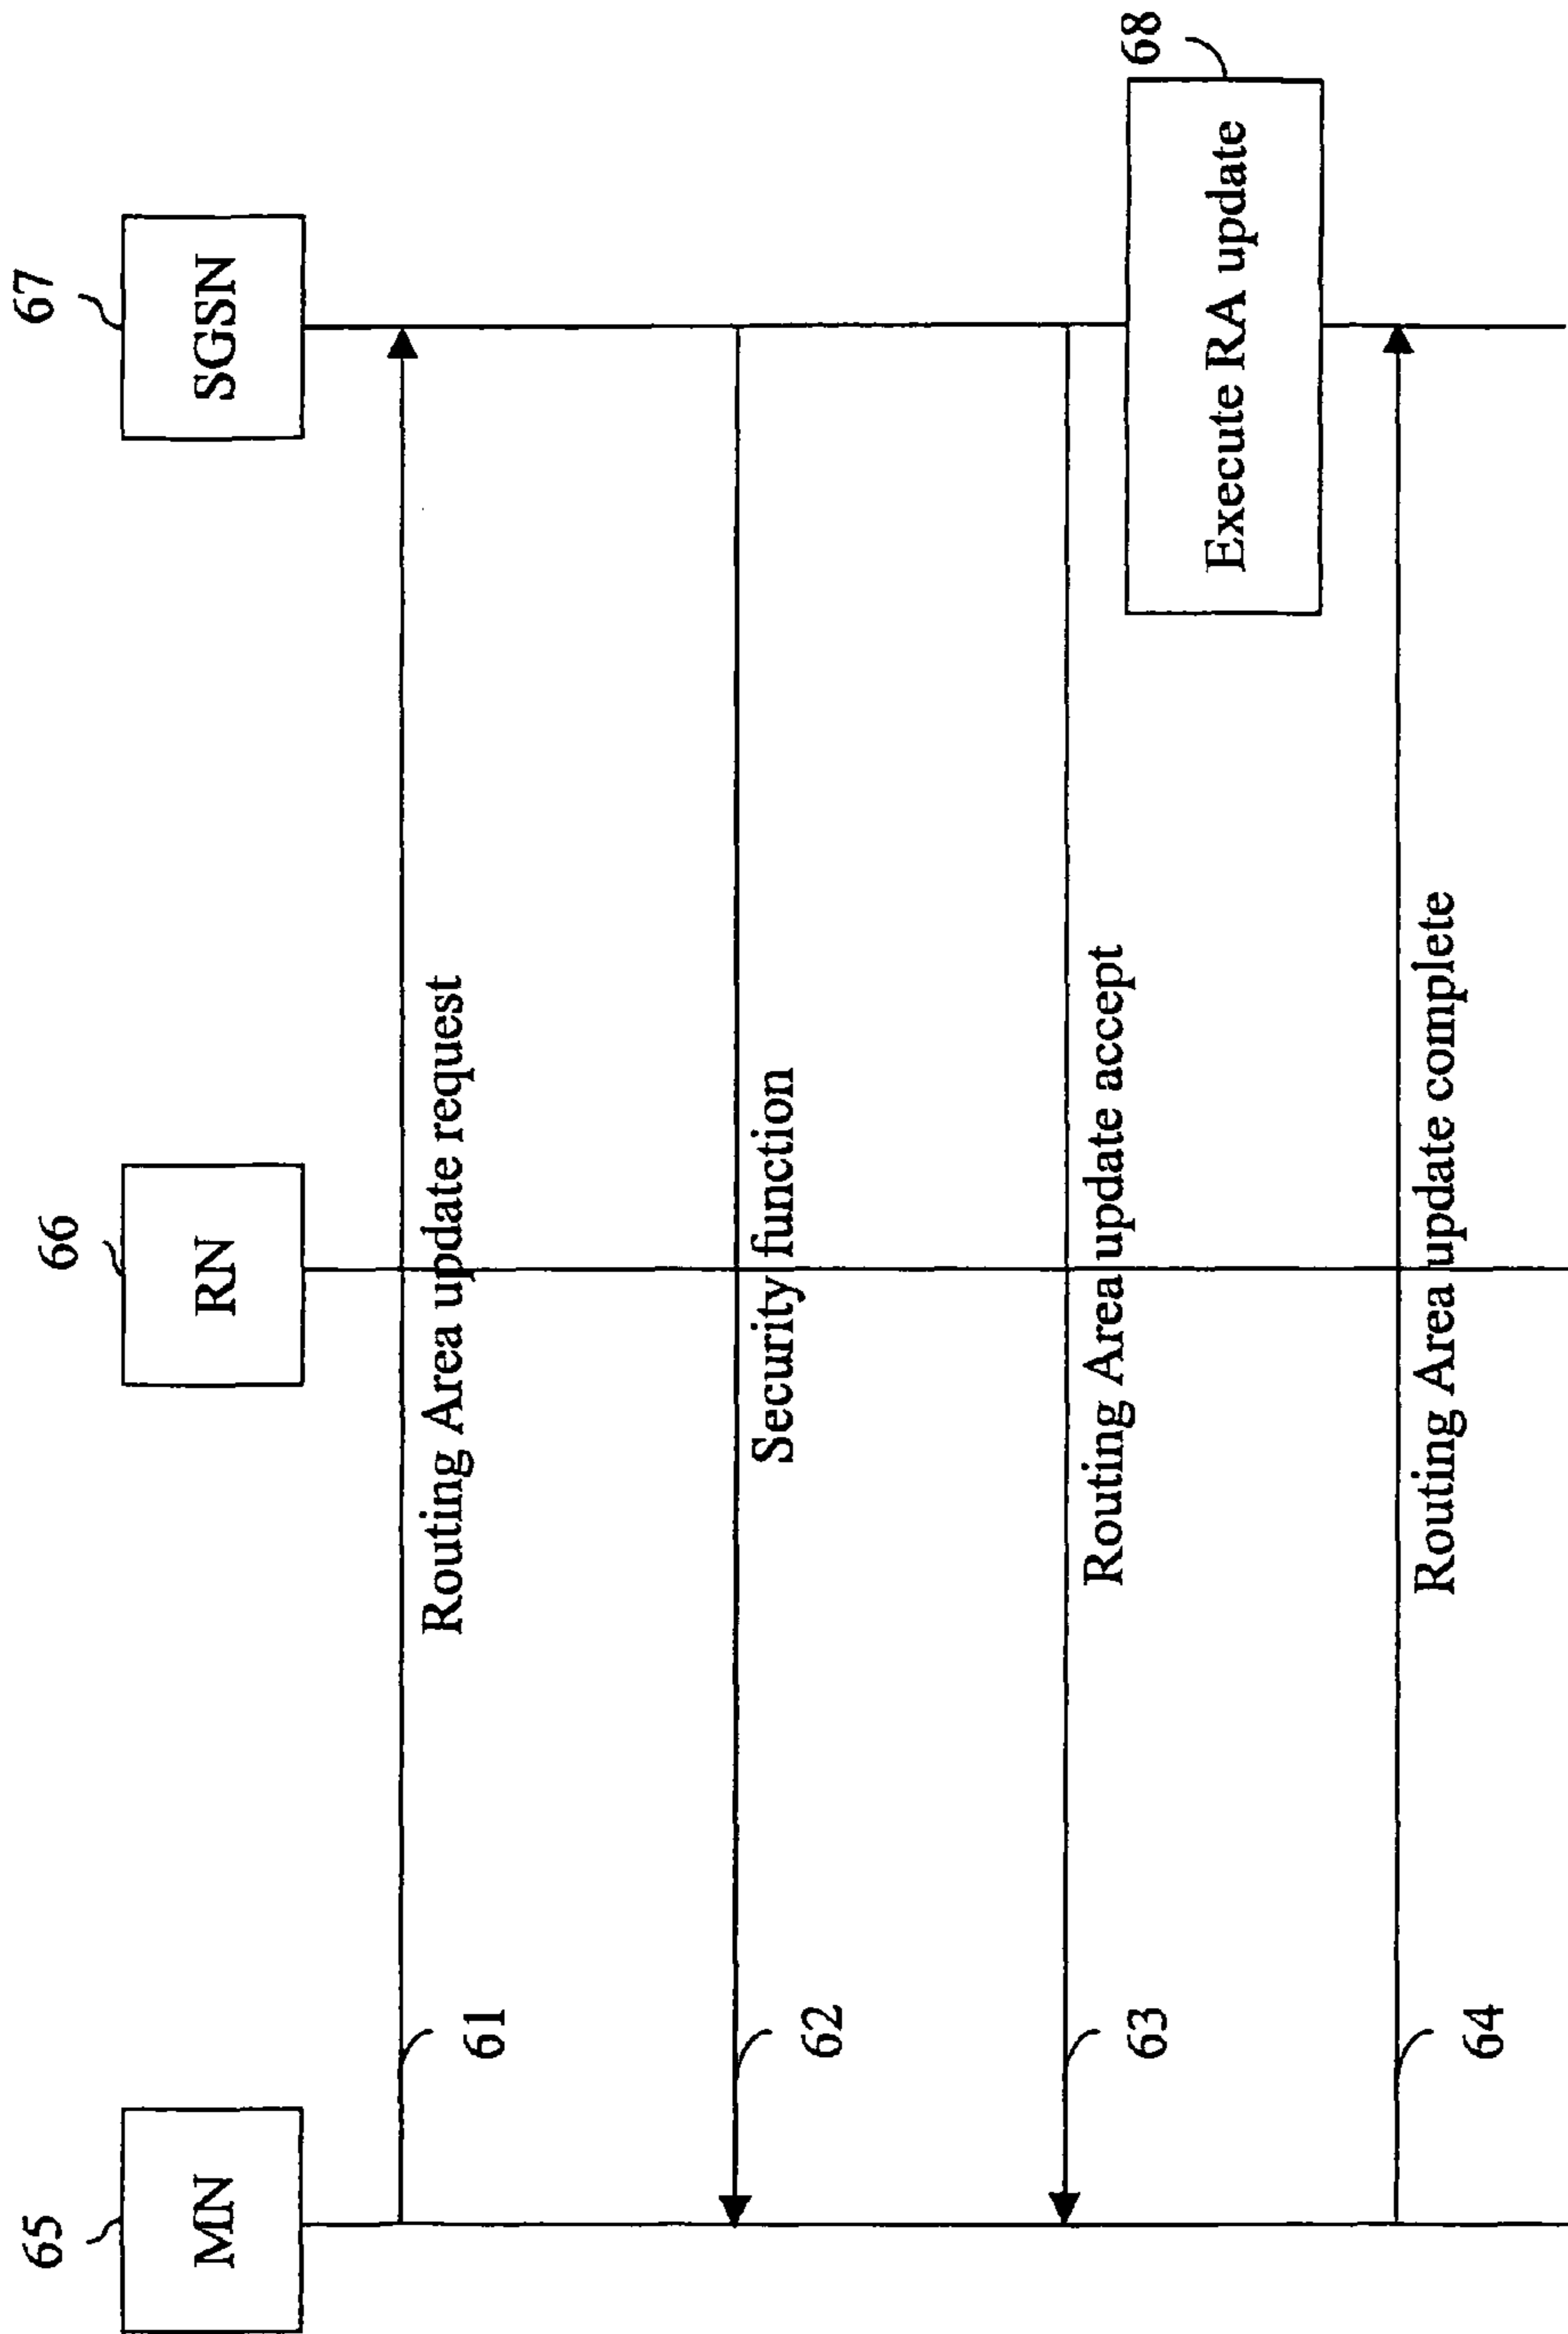 65
66
67
MN
RN
SGSN
Routing Area update request
61
Security function
62
Routing Area update accept
63
68
Execute RA update
Routing Area update complete
64